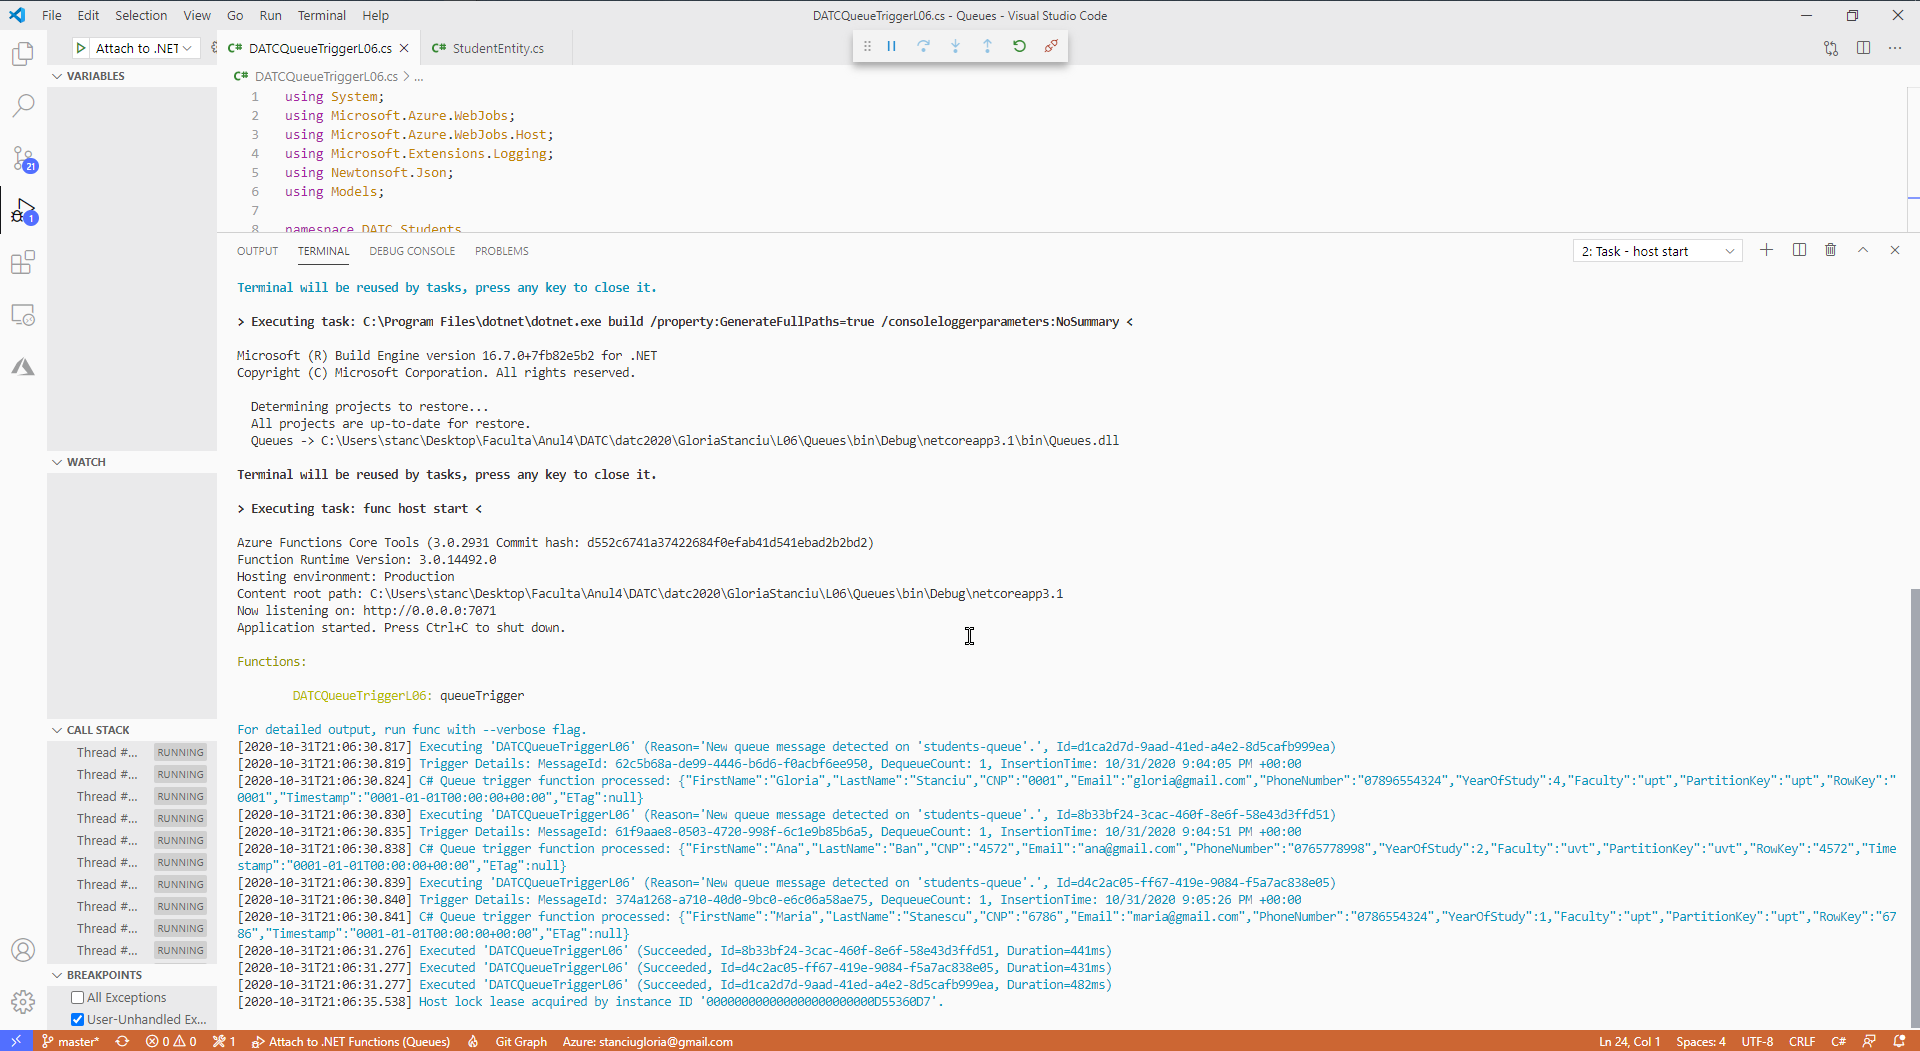 File Edit Selection View Go Run Terminal Help
DATCQueueTriggerL06.cs - Queues - Visual Studio Code
Attach to .NET
C# DATCQueueTriggerL06.cs
C# StudentEntity.cs
VARIABLES
C# DATCQueueTriggerL06.cs > ...
1 using System;
2 using Microsoft.Azure.WebJobs;
3 using Microsoft.Azure.WebJobs.Host;
4 using Microsoft.Extensions.Logging;
5 using Newtonsoft.Json;
6 using Models;
7
8 namespace DATC.Students
21
1
OUTPUT TERMINAL DEBUG CONSOLE PROBLEMS
2: Task - host start
Terminal will be reused by tasks, press any key to close it.
> Executing task: C:\Program Files\dotnet\dotnet.exe build /property:GenerateFullPaths=true /consoleloggerparameters:NoSummary <
Microsoft (R) Build Engine version 16.7.0+7fb82e5b2 for .NET
Copyright (C) Microsoft Corporation. All rights reserved.
Determining projects to restore...
All projects are up-to-date for restore.
Queues -> C:\Users\stanc\Desktop\Faculta\Anul4\DATC\datc2020\GloriaStanciu\L06\Queues\bin\Debug\netcoreapp3.1\bin\Queues.dll
Terminal will be reused by tasks, press any key to close it.
> Executing task: func host start <
Azure Functions Core Tools (3.0.2931 Commit hash: d552c6741a37422684f0efab41d541ebad2b2bd2)
Function Runtime Version: 3.0.14492.0
Hosting environment: Production
Content root path: C:\Users\stanc\Desktop\Faculta\Anul4\DATC\datc2020\GloriaStanciu\L06\Queues\bin\Debug\netcoreapp3.1
Now listening on: http://0.0.0.0:7071
Application started. Press Ctrl+C to shut down.
Functions:
DATCQueueTriggerL06: queueTrigger
For detailed output, run func with --verbose flag.
[2020-10-31T21:06:30.817] Executing 'DATCQueueTriggerL06' (Reason='New queue message detected on 'students-queue'.', Id=d1ca2d7d-9aad-41ed-a4e2-8d5cafb999ea)
[2020-10-31T21:06:30.819] Trigger Details: MessageId: 62c5b68a-de99-4446-b6d6-f0acbf6ee950, DequeueCount: 1, InsertionTime: 10/31/2020 9:04:05 PM +00:00
[2020-10-31T21:06:30.824] C# Queue trigger function processed: {"FirstName":"Gloria","LastName":"Stanciu","CNP":"0001","Email":"gloria@gmail.com","PhoneNumber":"07896554324","YearOfStudy":4,"Faculty":"upt","PartitionKey":"upt","RowKey":"
0001","Timestamp":"0001-01-01T00:00:00+00:00","ETag":null}
[2020-10-31T21:06:30.830] Executing 'DATCQueueTriggerL06' (Reason='New queue message detected on 'students-queue'.', Id=8b33bf24-3cac-460f-8e6f-58e43d3ffd51)
[2020-10-31T21:06:30.835] Trigger Details: MessageId: 61f9aae8-0503-4720-998f-6c1e9b85b6a5, DequeueCount: 1, InsertionTime: 10/31/2020 9:04:51 PM +00:00
[2020-10-31T21:06:30.838] C# Queue trigger function processed: {"FirstName":"Ana","LastName":"Ban","CNP":"4572","Email":"ana@gmail.com","PhoneNumber":"0765778998","YearOfStudy":2,"Faculty":"uvt","PartitionKey":"uvt","RowKey":"4572","Time
stamp":"0001-01-01T00:00:00+00:00","ETag":null}
[2020-10-31T21:06:30.839] Executing 'DATCQueueTriggerL06' (Reason='New queue message detected on 'students-queue'.', Id=d4c2ac05-ff67-419e-9084-f5a7ac838e05)
[2020-10-31T21:06:30.840] Trigger Details: MessageId: 374a1268-a710-40d0-9bc0-e6c06a58ae75, DequeueCount: 1, InsertionTime: 10/31/2020 9:05:26 PM +00:00
[2020-10-31T21:06:30.841] C# Queue trigger function processed: {"FirstName":"Maria","LastName":"Stanescu","CNP":"6786","Email":"maria@gmail.com","PhoneNumber":"0786554324","YearOfStudy":1,"Faculty":"upt","PartitionKey":"upt","RowKey":"67
86","Timestamp":"0001-01-01T00:00:00+00:00","ETag":null}
[2020-10-31T21:06:31.276] Executed 'DATCQueueTriggerL06' (Succeeded, Id=8b33bf24-3cac-460f-8e6f-58e43d3ffd51, Duration=441ms)
[2020-10-31T21:06:31.277] Executed 'DATCQueueTriggerL06' (Succeeded, Id=d4c2ac05-ff67-419e-9084-f5a7ac838e05, Duration=431ms)
[2020-10-31T21:06:31.277] Executed 'DATCQueueTriggerL06' (Succeeded, Id=d1ca2d7d-9aad-41ed-a4e2-8d5cafb999ea, Duration=482ms)
[2020-10-31T21:06:35.538] Host lock lease acquired by instance ID '000000000000000000000000D55360D7'.
WATCH
CALL STACK
Thread #... RUNNING
Thread #... RUNNING
Thread #... RUNNING
Thread #... RUNNING
Thread #... RUNNING
Thread #... RUNNING
Thread #... RUNNING
Thread #... RUNNING
Thread #... RUNNING
Thread #... RUNNING
BREAKPOINTS
All Exceptions
User-Unhandled Ex...
master* 0 0 1 Attach to .NET Functions (Queues) Git Graph Azure: stanciugloria@gmail.com Ln 24, Col 1 Spaces: 4 UTF-8 CRLF C#